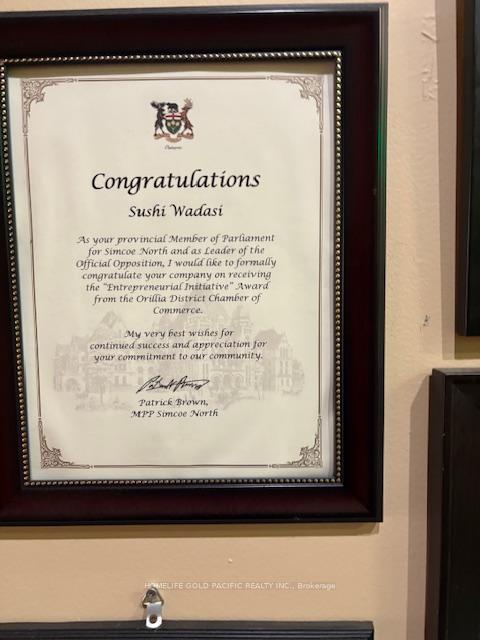 Ontario
Congratulations
Sushi Wadasi
As your provincial Member of Parliament
for Simcoe North and as Leader of the
Official Opposition, I would like to formally
congratulate your company on receiving
the "Entrepreneurial Initiative" Award
from the Orillia District Chamber of
Commerce.
My very best wishes for
continued success and appreciation for
your commitment to our community.
Patrick Brown,
MPP Simcoe North
HOMELIFE GOLD PACIFIC REALTY INC., Brokerage